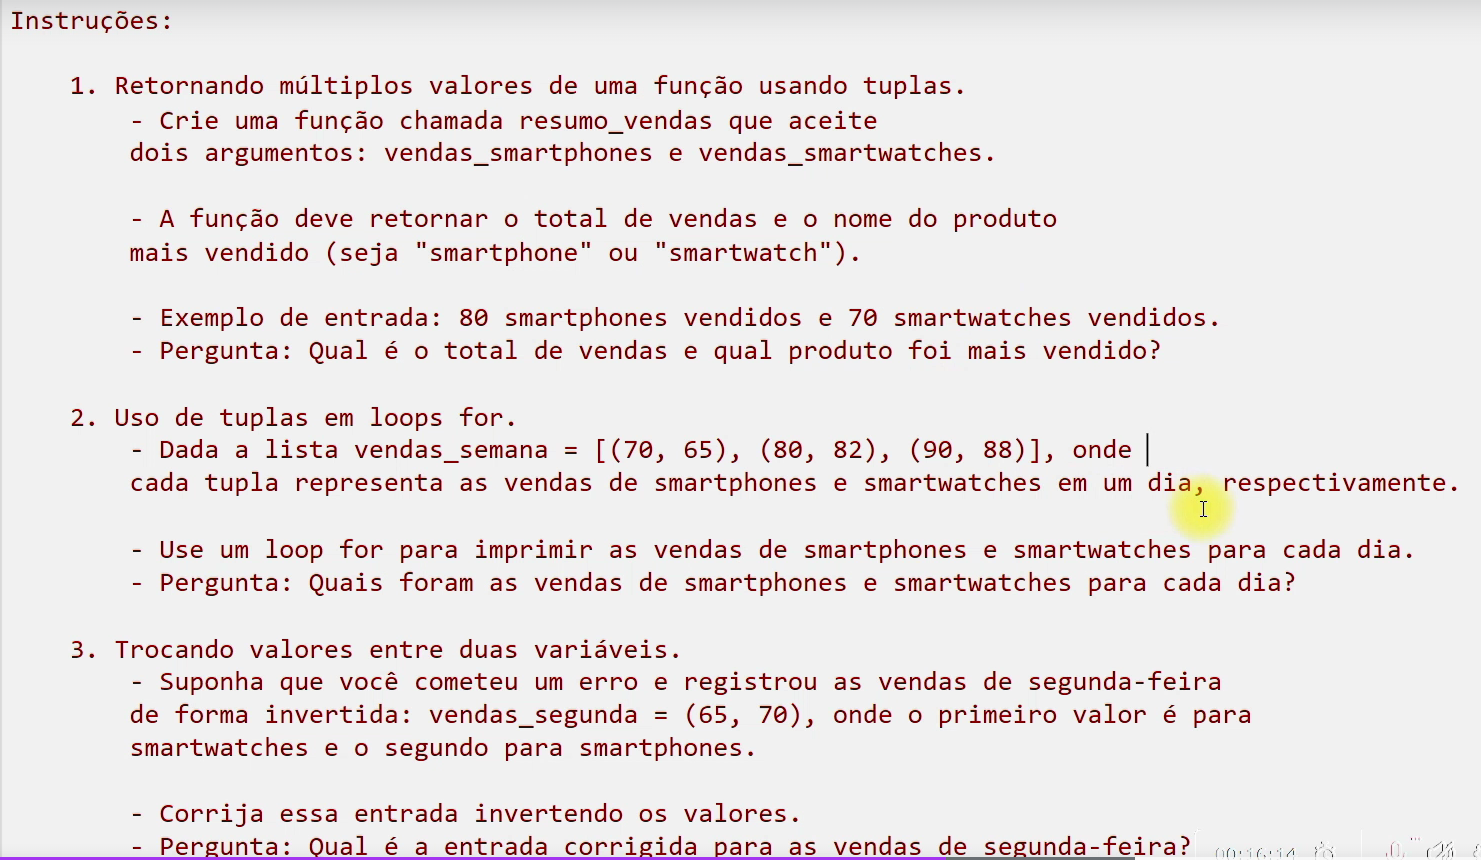 Instruções:
1. Retornando múltiplos valores de uma função usando tuplas.
- Crie uma função chamada resumo_vendas que aceite
dois argumentos: vendas_smartphones e vendas_smartwatches.
- A função deve retornar o total de vendas e o nome do produto
mais vendido (seja "smartphone" ou "smartwatch").
- Exemplo de entrada: 80 smartphones vendidos e 70 smartwatches vendidos.
- Pergunta: Qual é o total de vendas e qual produto foi mais vendido?
2. Uso de tuplas em loops for.
- Dada a lista vendas_semana = [(70, 65), (80, 82), (90, 88)], onde
cada tupla representa as vendas de smartphones e smartwatches em um dia, respectivamente.
- Use um loop for para imprimir as vendas de smartphones e smartwatches para cada dia.
- Pergunta: Quais foram as vendas de smartphones e smartwatches para cada dia?
3. Trocando valores entre duas variáveis.
- Suponha que você cometeu um erro e registrou as vendas de segunda-feira
de forma invertida: vendas_segunda = (65, 70), onde o primeiro valor é para
smartwatches e o segundo para smartphones.
- Corrija essa entrada invertendo os valores.
- Pergunta: Qual é a entrada corrigida para as vendas de segunda-feira?